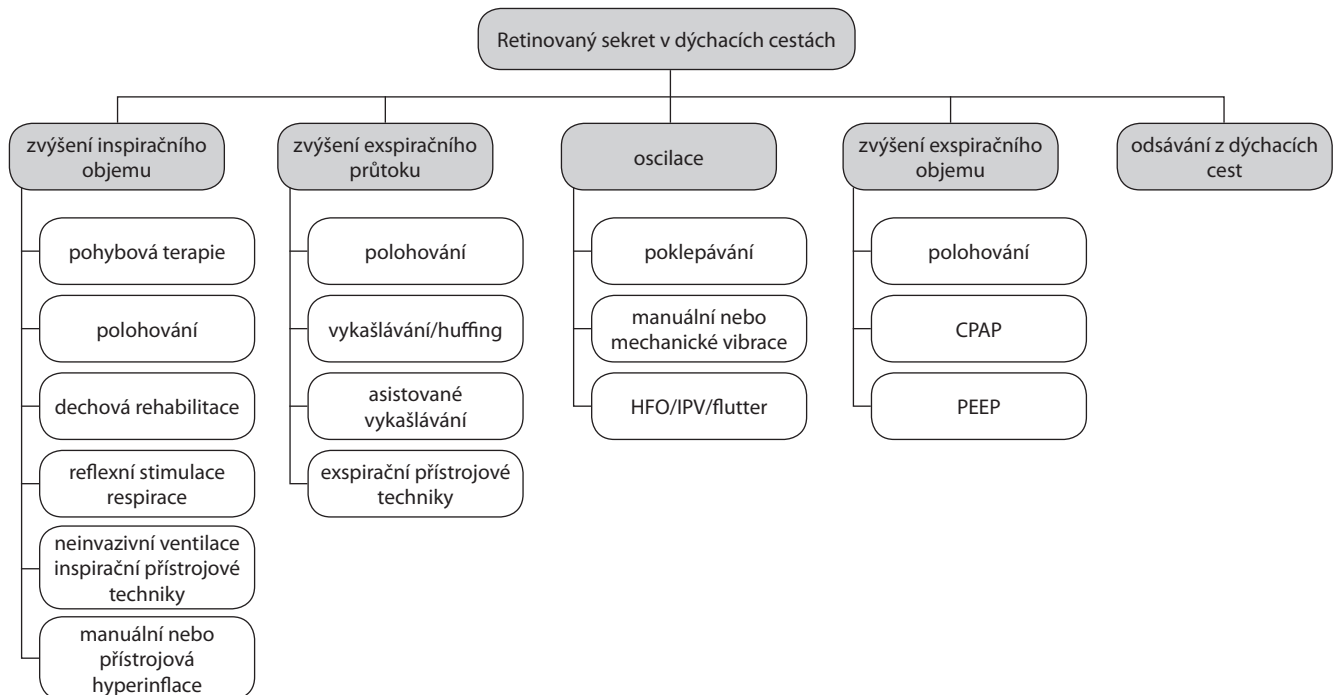 Retinovaný sekret v dýchacích cestách
zvýšení inspiračního
objemu
zvýšení exspiračního
průtoku
oscilace
zvýšení exspiračního
objemu
odsávání z dýchacích
cest
pohybová terapie
polohování
dechová rehabilitace
reflexní stimulace
respirace
neinvazivní ventilace
inspirační přístrojové
techniky
manuální nebo
přístrojová
hyperinflace
polohování
vykašlávání/huffing
asistované
vykašlávání
exspirační přístrojové
techniky
poklepávání
manuální nebo
mechanické vibrace
HFO/IPV/flutter
polohování
CPAP
PEEP